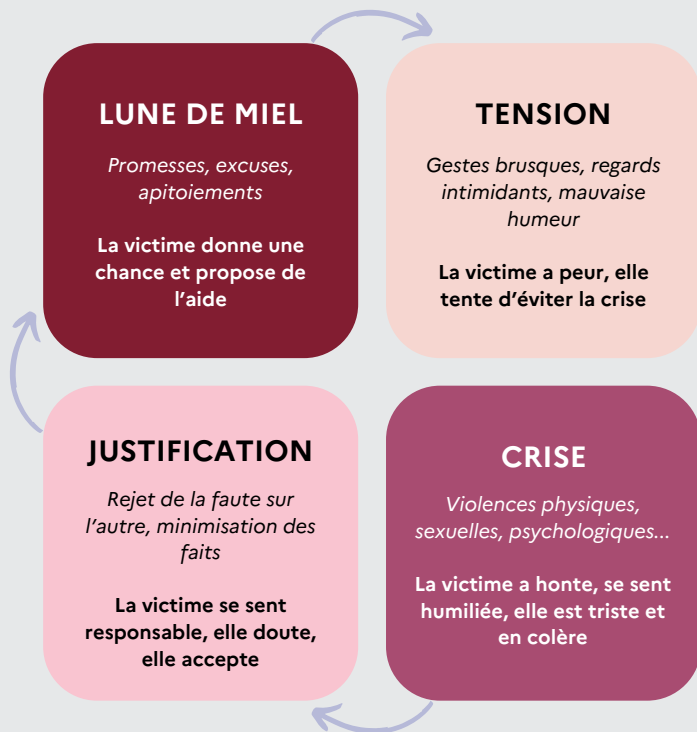 LUNE DE MIEL
Promesses, excuses,
apitoiements
La victime donne une
chance et propose de
l'aide
TENSION
Gestes brusques, regards
intimidants, mauvaise
humeur
La victime a peur, elle
tente d'éviter la crise
JUSTIFICATION
Rejet de la faute sur
l'autre, minimisation des
faits
La victime se sent
responsable, elle doute,
elle accepte
CRISE
Violences physiques,
sexuelles, psychologiques...
La victime a honte, se sent
humiliée, elle est triste et
en colère